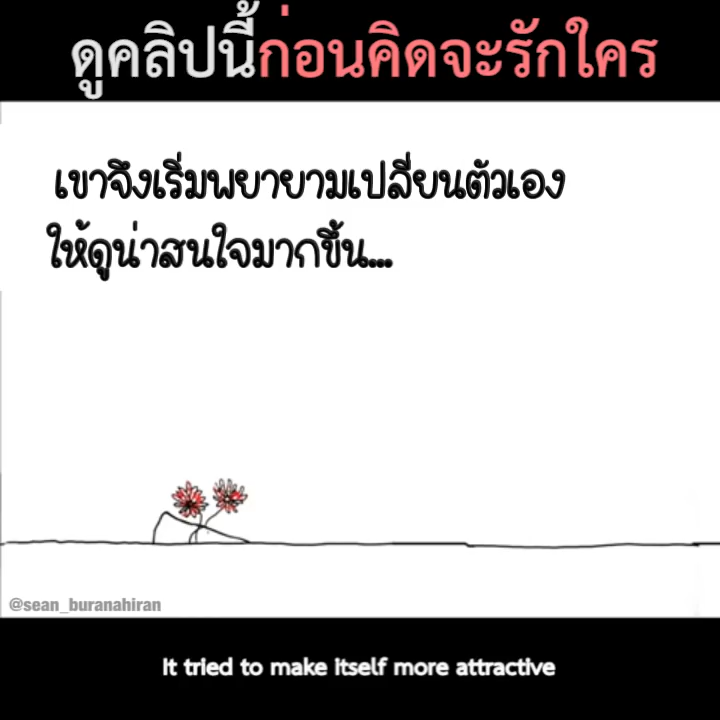 ดูคลิปนี้ก่อนคิดจะรักใคร
เขาจึงเริ่มพยายามเปลี่ยนตัวเอง
ให้ดูน่าสนใจมากขึ้น...
@sean_buranahiran
It tried to make itself more attractive